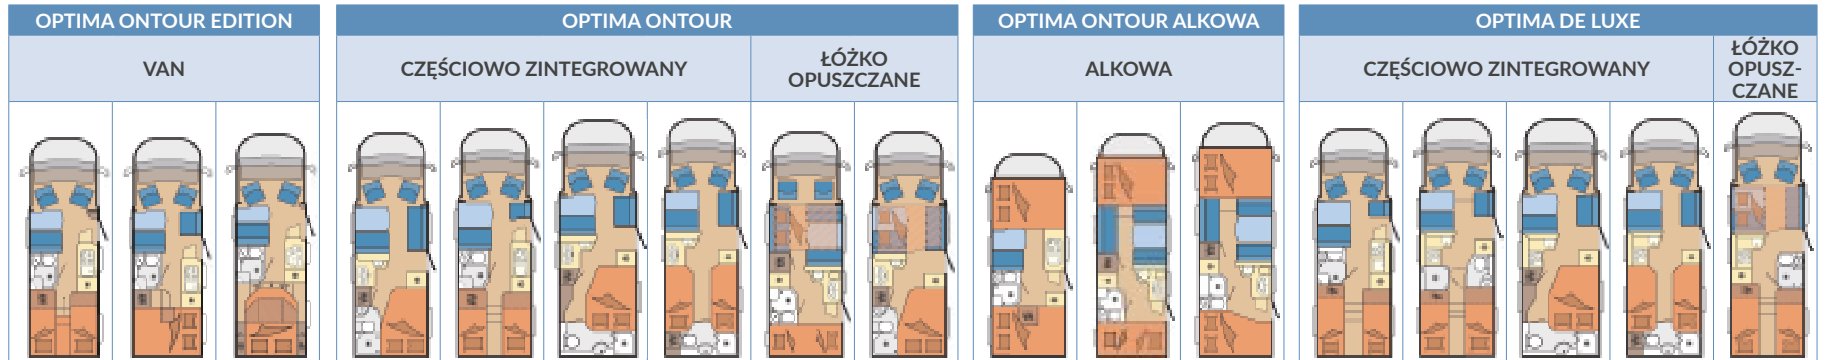 OPTIMA ONTOUR EDITION
OPTIMA ONTOUR
OPTIMA ONTOUR ALKOWA
OPTIMA DE LUXE
VAN
CZĘŚCIOWO ZINTEGROWANY
ŁÓŻKO
OPUSZCZANE
ALKOWA
CZĘŚCIOWO ZINTEGROWANY
ŁÓŻKO
OPUSZ-
CZANE